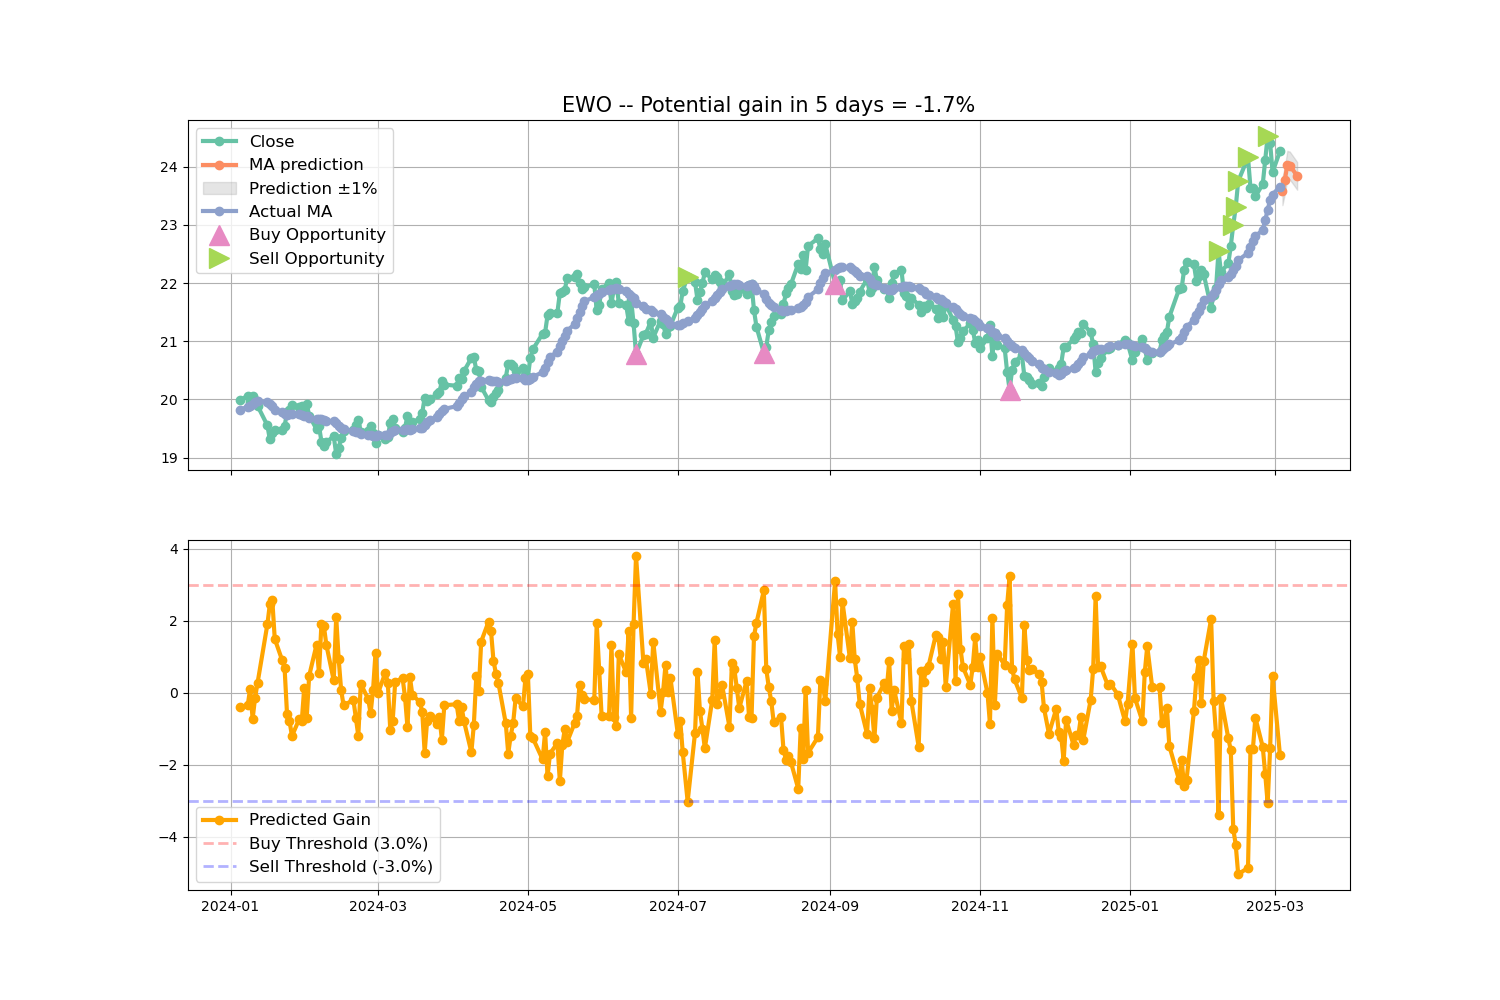 EWO -- Potential gain in 5 days = -1.7%
Close
MA prediction
Prediction ±1%
Actual MA
Buy Opportunity
Sell Opportunity
24
23
22
21
20
19
4
2
0
−2
−4
Predicted Gain
Buy Threshold (3.0%)
Sell Threshold (-3.0%)
2024-01 2024-03 2024-05 2024-07 2024-09 2024-11 2025-01 2025-03